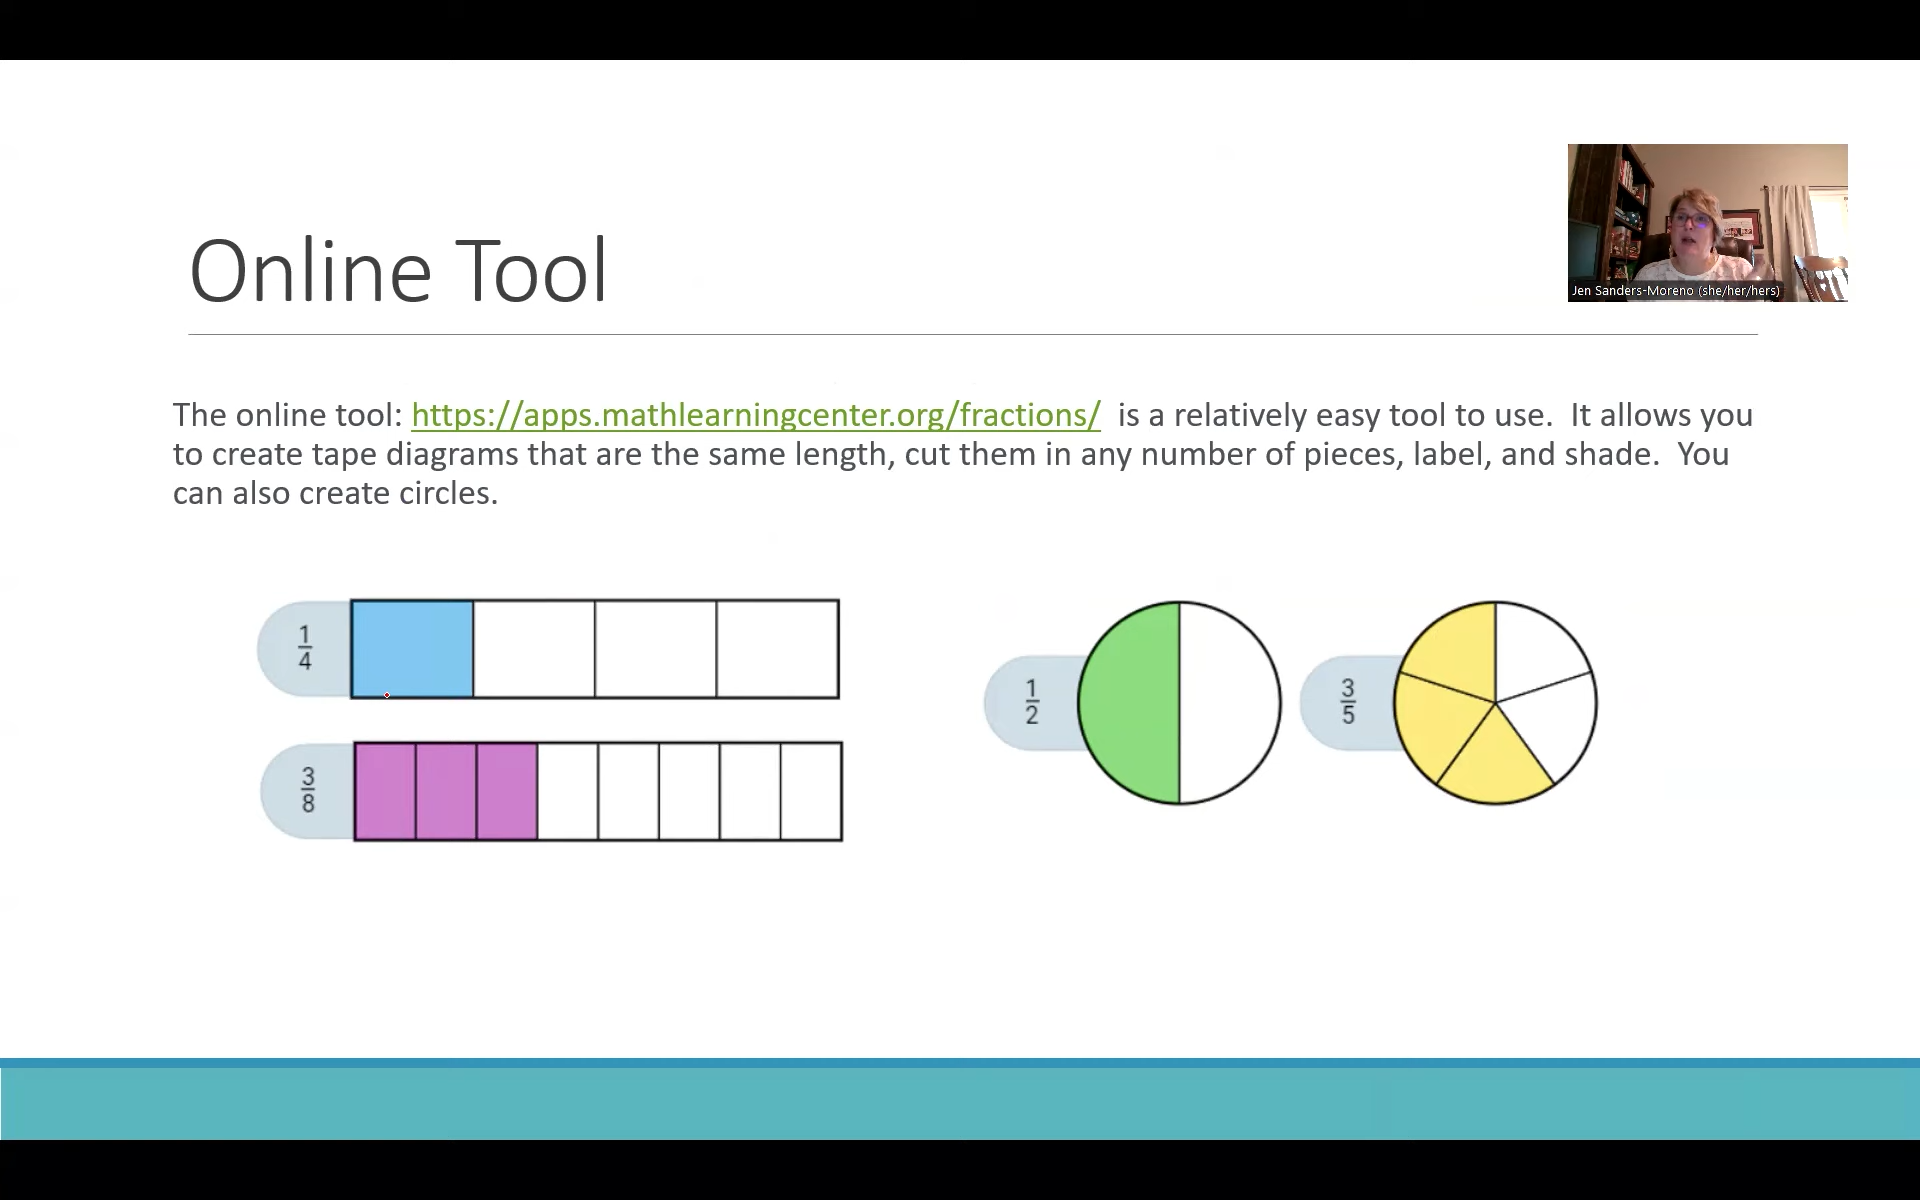 Online Tool
Jen Sanders-Moreno (she/her/hers)
The online tool: https://apps.mathlearningcenter.org/fractions/ is a relatively easy tool to use. It allows you
to create tape diagrams that are the same length, cut them in any number of pieces, label, and shade. You
can also create circles.
1
4
3
8
1
2
3
5